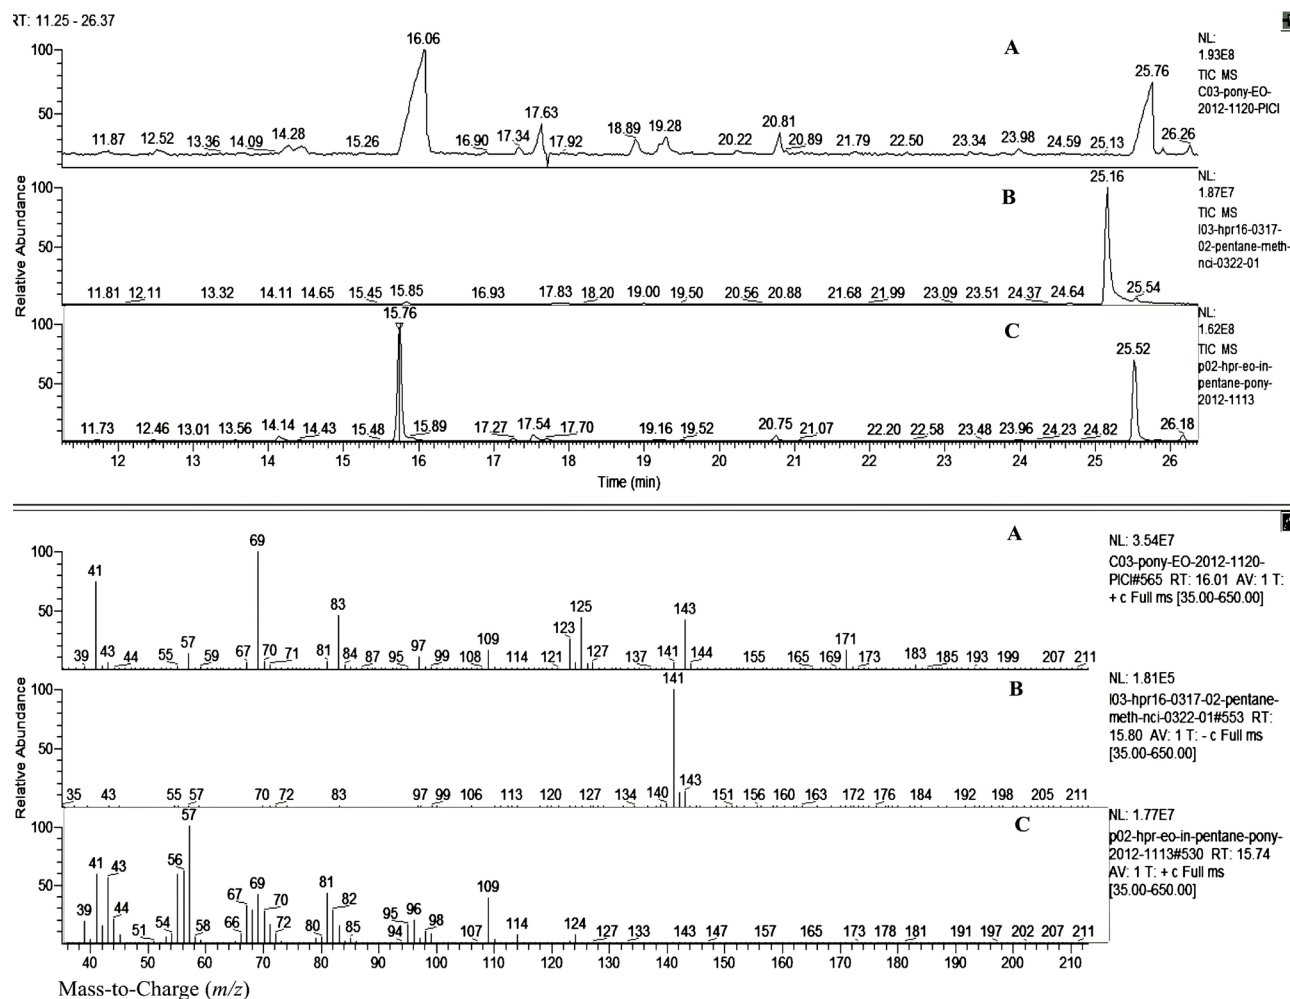 RT: 11.25 - 26.37
Relative Abundance
100
50
16.06
A
25.76
17.63
11.87 12.52 13.36 14.09 14.28 15.26 16.90 17.34 17.92 18.89 19.28 20.22 20.81 20.89 21.79 22.50 23.34 23.98 24.59 25.13 26.26
NL:
1.93E8
TIC MS
C03-pony-EO-
2012-1120-PICI
100
50
B
25.16
11.81 12.11 13.32 14.11 14.65 15.45 15.85 16.93 17.83 18.20 19.00 19.50 20.56 20.88 21.68 21.99 23.09 23.51 24.37 24.64 25.54
NL:
1.87E7
TIC MS
l03-hpr16-0317-
02-pentane-meth-
nci-0322-01
100
50
15.76
C
25.52
11.73 12.46 13.01 13.56 14.14 14.43 15.48 15.89 17.27 17.54 17.70 19.16 19.52 20.75 21.07 22.20 22.58 23.48 23.96 24.23 24.82 26.18
NL:
1.62E8
TIC MS
p02-hpr-eo-in-
pentane-pony-
2012-1113
12 13 14 15 16 17 18 19 20 21 22 23 24 25 26
Time (min)
Relative Abundance
100
50
A
39 41 43 44 55 57 59 67 69 70 71 81 83 84 87 95 97 99 108 109 114 121 123 125 127 137 141 143 144 155 165 169 171 173 183 185 193 199 207 211
NL: 3.54E7
C03-pony-EO-2012-1120-
PICI#565 RT: 16.01 AV: 1 T:
+ c Full ms [35.00-650.00]
100
50
B
35 43 55 57 70 72 83 97 99 106 113 120 127 134 140 141 143 151 156 160 163 172 176 184 192 198 205 211
NL: 1.81E5
l03-hpr16-0317-02-pentane-
meth-nci-0322-01#553 RT:
15.80 AV: 1 T: - c Full ms
[35.00-650.00]
100
50
C
39 41 43 44 51 54 56 57 58 66 67 69 70 72 80 81 82 85 94 95 96 98 107 109 114 124 127 133 143 147 157 165 173 178 181 191 197 202 207 211
NL: 1.77E7
p02-hpr-eo-in-pentane-pony-
2012-1113#530 RT: 15.74
AV: 1 T: + c Full ms
[35.00-650.00]
40 50 60 70 80 90 100 110 120 130 140 150 160 170 180 190 200 210
Mass-to-Charge (m/z)